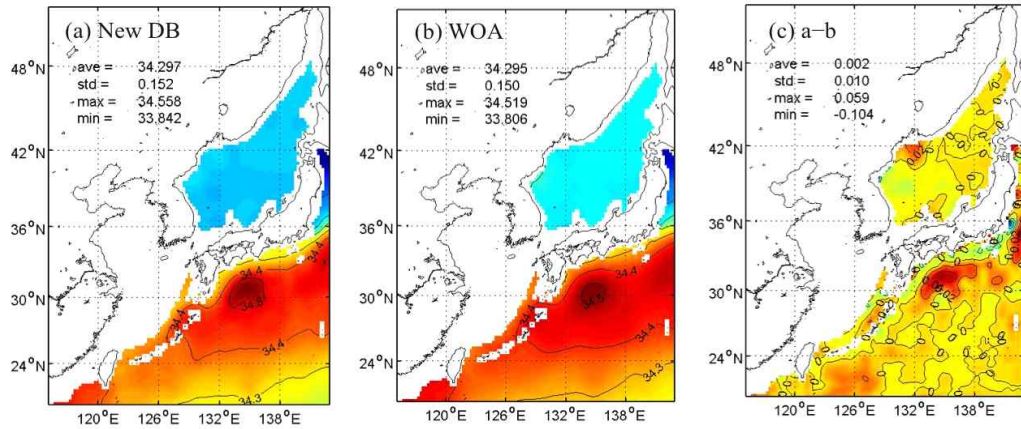 (a) New DB
ave = 34.297
std = 0.152
max = 34.558
min = 33.842
48°N
42°N
36°N
30°N
24°N
34.4
34.4
34.4
34.3
120°E 126°E 132°E 138°E
(b) WOA
ave = 34.295
std = 0.150
max = 34.519
min = 33.806
48°N
42°N
36°N
30°N
24°N
34.4
34.4
34.4
34.3
120°E 126°E 132°E 138°E
(c) a−b
ave = 0.002
std = 0.010
max = 0.059
min = -0.104
48°N
42°N
36°N
30°N
24°N
120°E 126°E 132°E 138°E